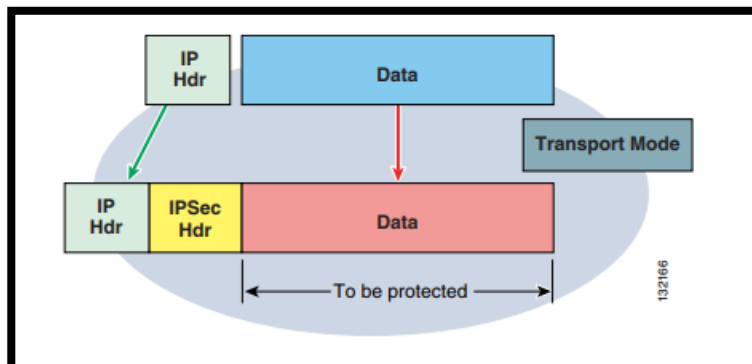 IP
Hdr
Data
Transport Mode
IP
Hdr
IPSec
Hdr
Data
To be protected
132166